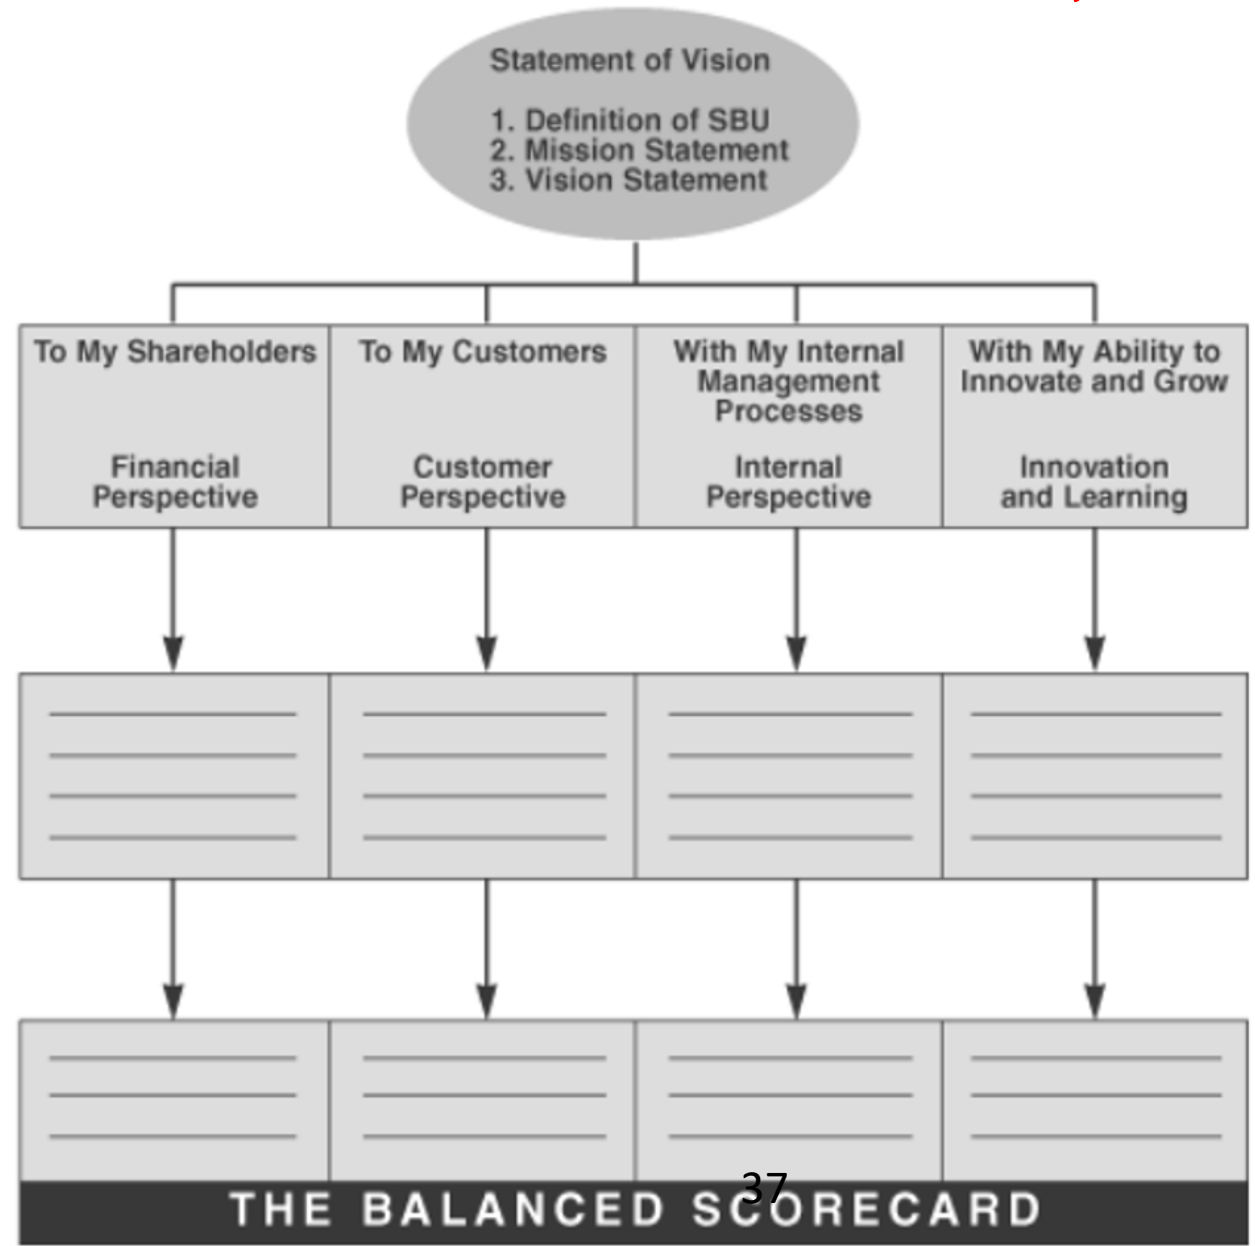 Statement of Vision
1. Definition of SBU
2. Mission Statement
3. Vision Statement
To My Shareholders
Financial
Perspective
To My Customers
Customer
Perspective
With My Internal
Management
Processes
Internal
Perspective
With My Ability to
Innovate and Grow
Innovation
and Learning
THE BALANCED SCORECARD
37